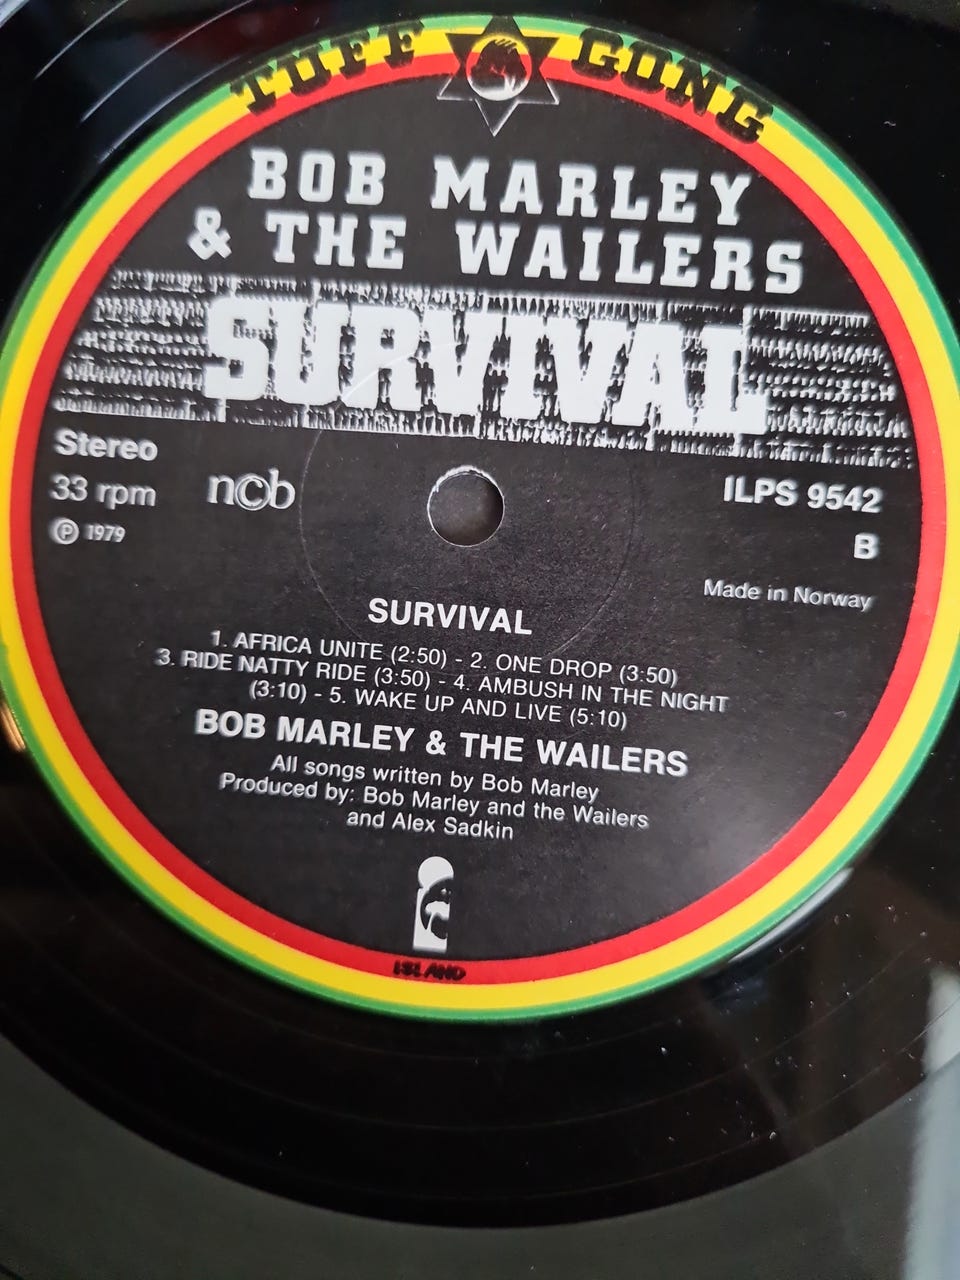 TUFF GONG
BOB MARLEY
& THE WAILERS
SURVIVAL
Stereo
33 rpm
ncb
ILPS 9542
℗ 1979
B
Made in Norway
SURVIVAL
1. AFRICA UNITE (2:50) - 2. ONE DROP (3:50)
3. RIDE NATTY RIDE (3:50) - 4. AMBUSH IN THE NIGHT
(3:10) - 5. WAKE UP AND LIVE (5:10)
BOB MARLEY & THE WAILERS
All songs written by Bob Marley
Produced by: Bob Marley and the Wailers
and Alex Sadkin
ISLAND